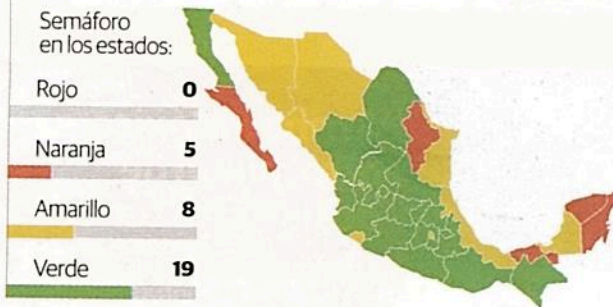 Semáforo
en los estados:
Rojo 0
Naranja 5
Amarillo 8
Verde 19